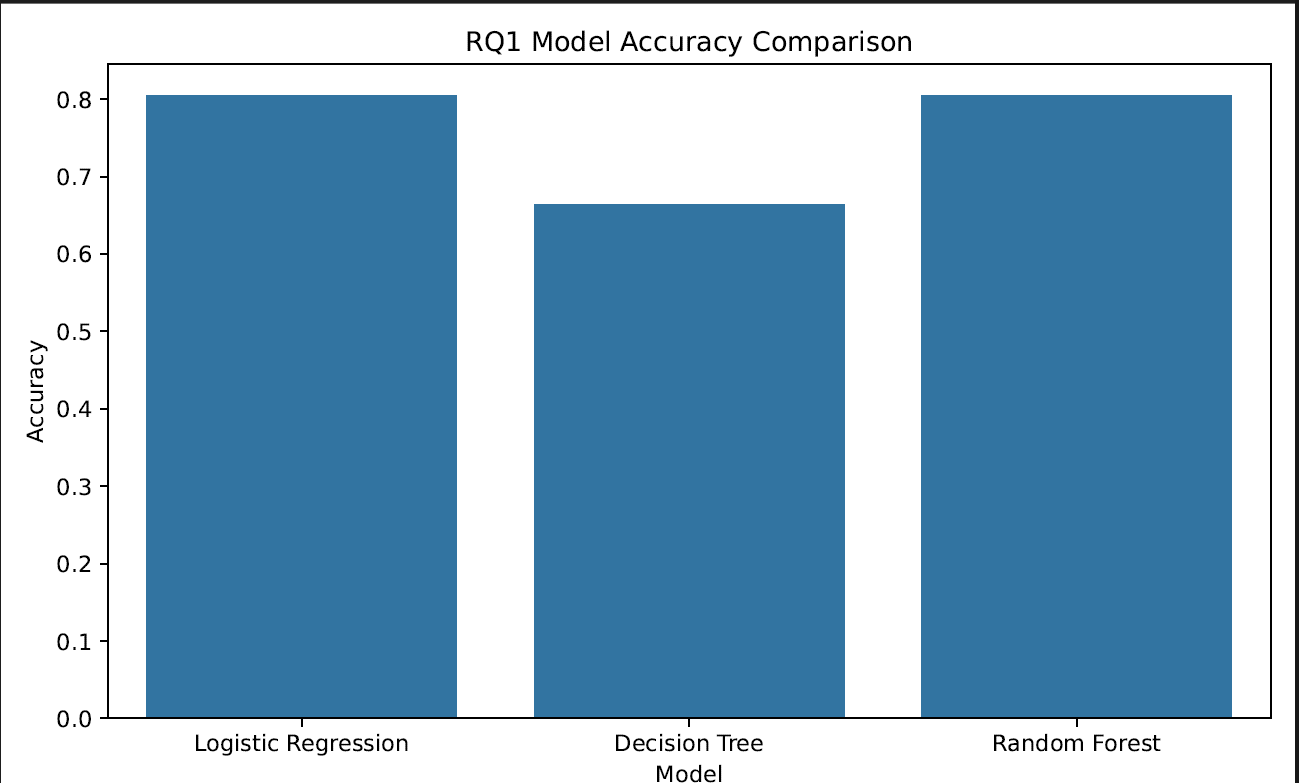 RQ1 Model Accuracy Comparison
0.8
0.7
0.6
0.5
0.4
0.3
0.2
0.1
0.0
Accuracy
Logistic Regression
Decision Tree
Random Forest
Model